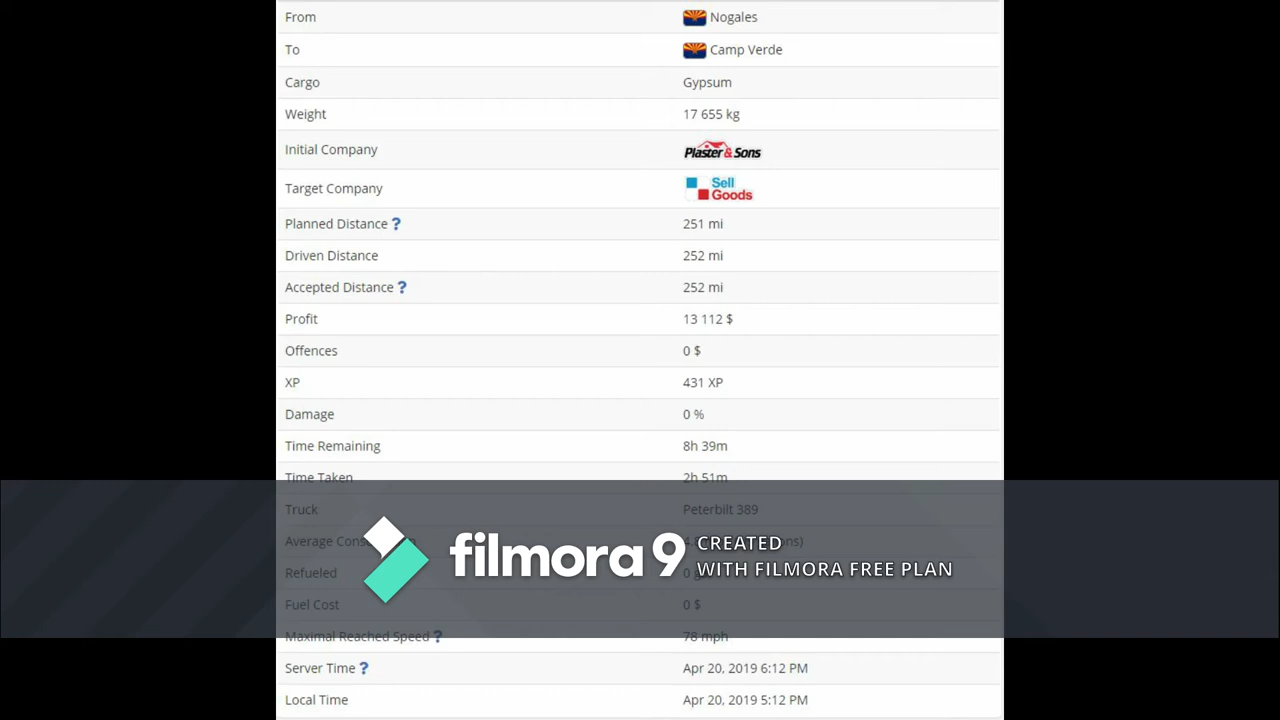 From Nogales
To Camp Verde
Cargo Gypsum
Weight 17 655 kg
Initial Company Plaster & Sons
Target Company Sell Goods
Planned Distance ? 251 mi
Driven Distance 252 mi
Accepted Distance ? 252 mi
Profit 13 112 $
Offences 0 $
XP 431 XP
Damage 0 %
Time Remaining 8h 39m
Time Taken 2h 51m
Truck Peterbilt 389
Average
Refueled 0
Fuel Cost 0 $
filmora 9 CREATED
WITH FILMORA FREE PLAN
Maximal Reached Speed ? 78 mph
Server Time ? Apr 20, 2019 6:12 PM
Local Time Apr 20, 2019 5:12 PM